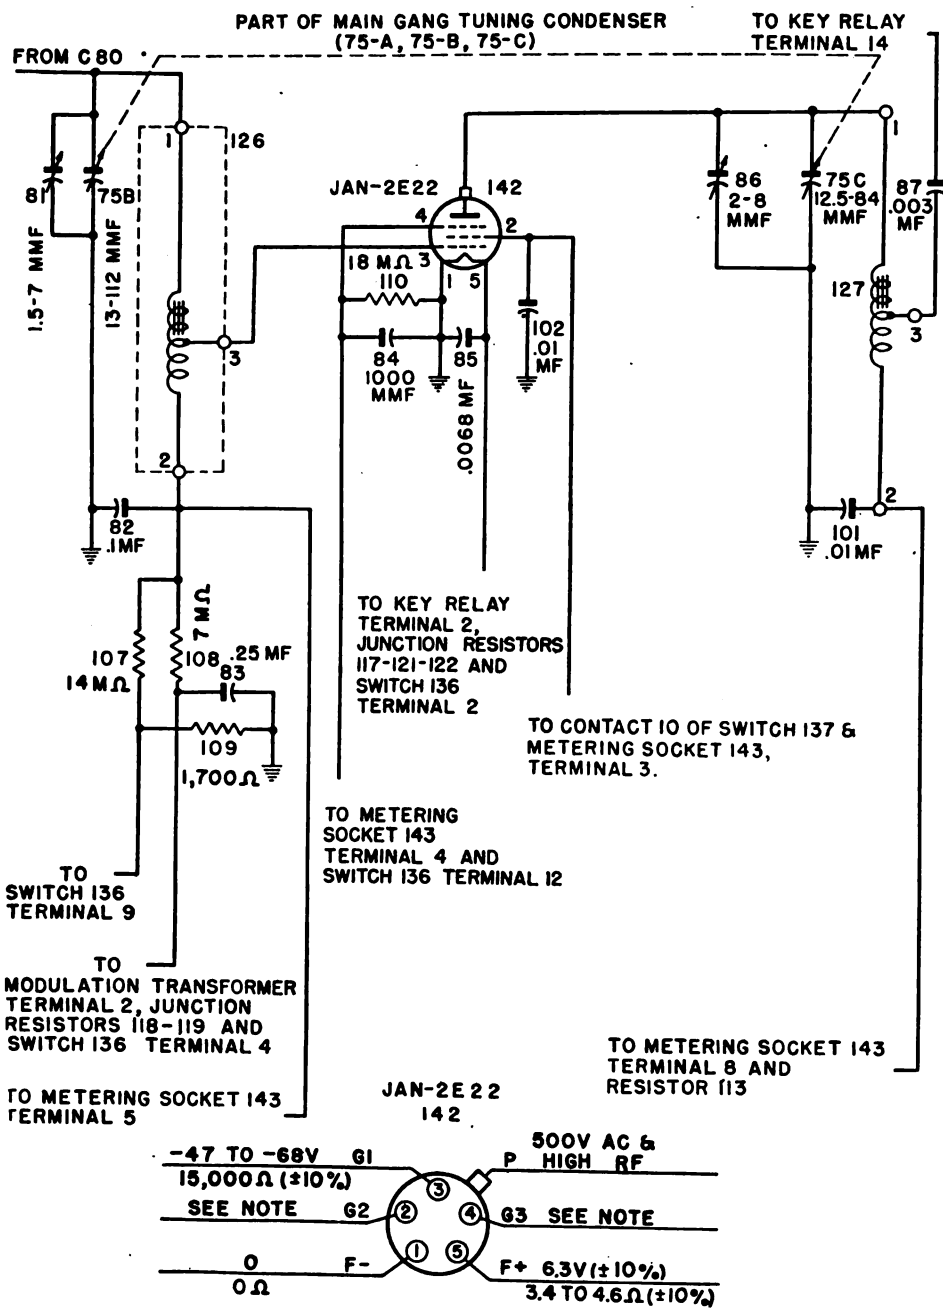 PART OF MAIN GANG TUNING CONDENSER
(75-A, 75-B, 75-C)
TO KEY RELAY
TERMINAL 14
FROM C80
1
126
81
75B
1.5-7 MMF
13-112 MMF
3
2
82
.1MF
JAN-2E22
142
4
2
3
1
5
18 MΩ
110
84
1000
MMF
85
.0068 MF
102
.01
MF
86
2-8
MMF
75C
12.5-84
MMF
1
87
.003
MF
127
3
2
101
.01MF
107
14MΩ
7MΩ
108
.25 MF
83
109
1,700Ω
TO KEY RELAY
TERMINAL 2,
JUNCTION RESISTORS
117-121-122 AND
SWITCH 136
TERMINAL 2
TO CONTACT 10 OF SWITCH 137 &
METERING SOCKET 143,
TERMINAL 3.
TO METERING
SOCKET 143
TERMINAL 4 AND
SWITCH 136 TERMINAL 12
TO
SWITCH 136
TERMINAL 9
TO
MODULATION TRANSFORMER
TERMINAL 2, JUNCTION
RESISTORS 118-119 AND
SWITCH 136 TERMINAL 4
TO METERING SOCKET 143
TERMINAL 5
TO METERING SOCKET 143
TERMINAL 8 AND
RESISTOR 113
JAN-2E22
142
-47 TO -68V G1
15,000Ω (±10%)
500V AC &
P HIGH RF
3
SEE NOTE G2
2
4
G3 SEE NOTE
0 F-
0Ω
1
5
F+ 6.3V (±10%)
3.4 TO 4.6Ω (±10%)